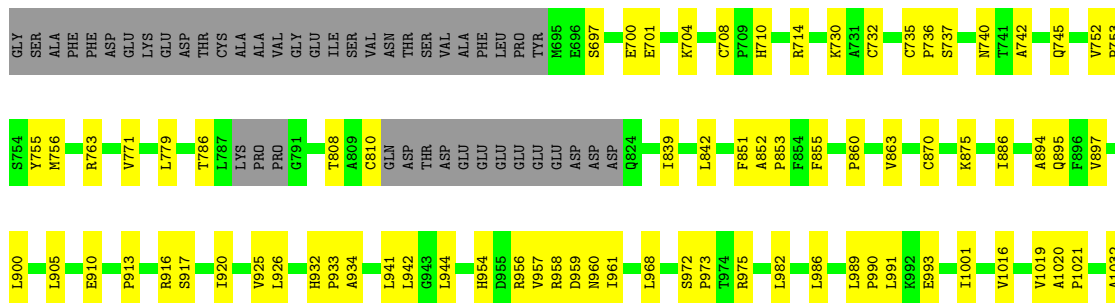 GLY SER ALA PHE PHE ASP GLU LYS GLU ASP THR CYS ALA ALA VAL GLY GLU ILE SER VAL ASN THR SER VAL ALA PHE LEU PRO TYR M695 E696 S697 E700 E701 K704 C708 P709 H710 R714 K730 A731 C732 C735 P736 S737 N740 T741 A742 Q745 V752
S754 Y755 M756 R763 V771 L779 T786 L787 LYS PRO PRO G791 T808 A809 C810 GLN ASP THR ASP GLU GLU GLU GLU GLU GLU ASP ASP ASP Q824 I839 L842 F851 A852 P853 F854 F855 P860 V863 C870 K875 I886 A894 Q895 F896 V897
L900 L905 E910 P913 R916 S917 I920 V925 L926 H932 P933 A934 L941 L942 G943 L944 H954 D955 R956 V957 R958 D959 N960 I961 L968 S972 P973 T974 R975 L982 L986 L989 P990 L991 K992 E993 I1001 V1016 V1019 A1020 P1021